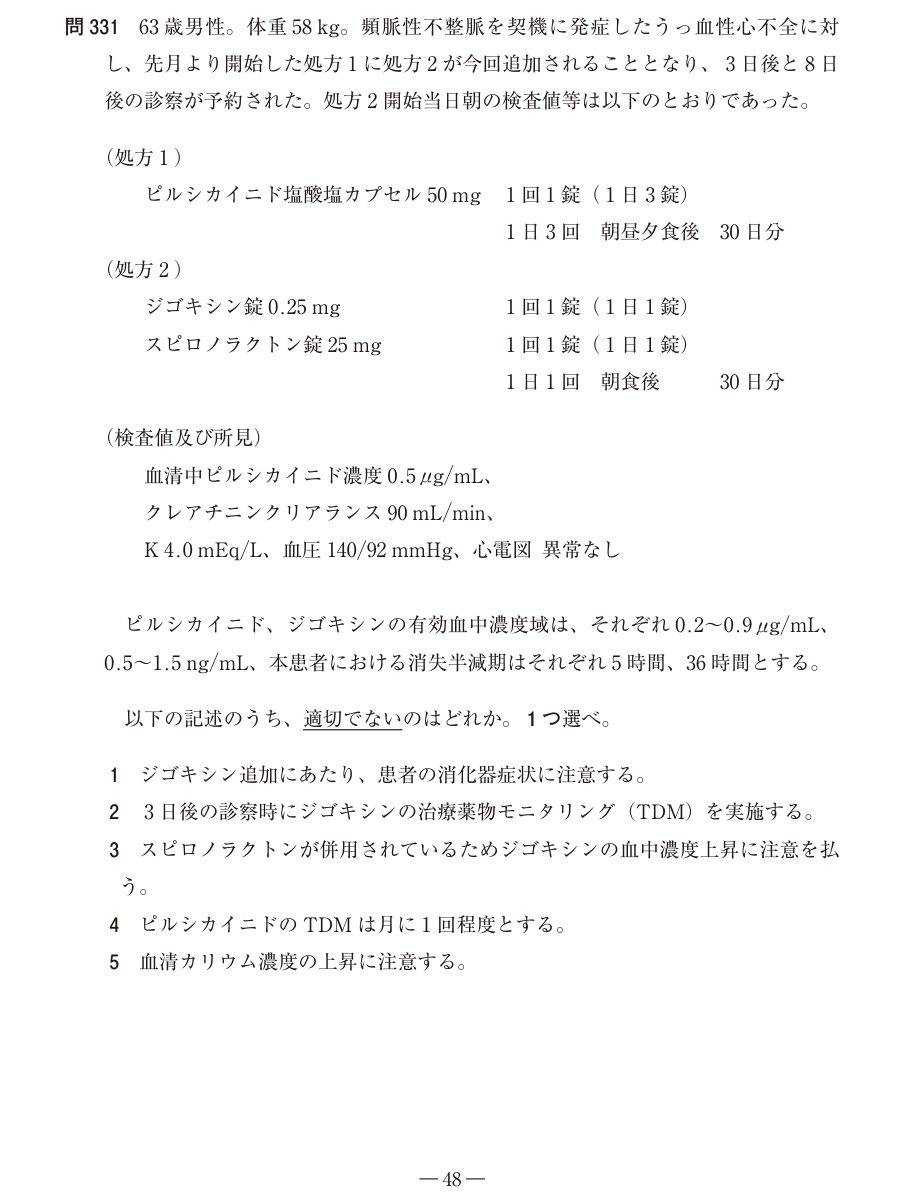 問 331　63 歳男性。体重 58 kg。頻脈性不整脈を契機に発症したうっ血性心不全に対
し、先月より開始した処方 1 に処方 2 が今回追加されることとなり、3 日後と 8 日
後の診察が予約された。処方 2 開始当日朝の検査値等は以下のとおりであった。
（処方 1 ）
ピルシカイニド塩酸塩カプセル 50 mg　1 回 1 錠（ 1 日 3 錠）
1 日 3 回　朝昼夕食後　30 日分
（処方 2 ）
ジゴキシン錠 0.25 mg　1 回 1 錠（ 1 日 1 錠）
スピロノラクトン錠 25 mg　1 回 1 錠（ 1 日 1 錠）
1 日 1 回　朝食後　30 日分
（検査値及び所見）
血清中ピルシカイニド濃度 0.5 μg/mL、
クレアチニンクリアランス 90 mL/min、
K 4.0 mEq/L、血圧 140/92 mmHg、心電図 異常なし
ピルシカイニド、ジゴキシンの有効血中濃度域は、それぞれ 0.2～0.9 μg/mL、
0.5～1.5 ng/mL、本患者における消失半減期はそれぞれ 5 時間、36 時間とする。
以下の記述のうち、適切でないのはどれか。1 つ選べ。
1　ジゴキシン追加にあたり、患者の消化器症状に注意する。
2　3 日後の診察時にジゴキシンの治療薬物モニタリング（TDM）を実施する。
3　スピロノラクトンが併用されているためジゴキシンの血中濃度上昇に注意を払
う。
4　ピルシカイニドの TDM は月に 1 回程度とする。
5　血清カリウム濃度の上昇に注意する。
― 48 ―